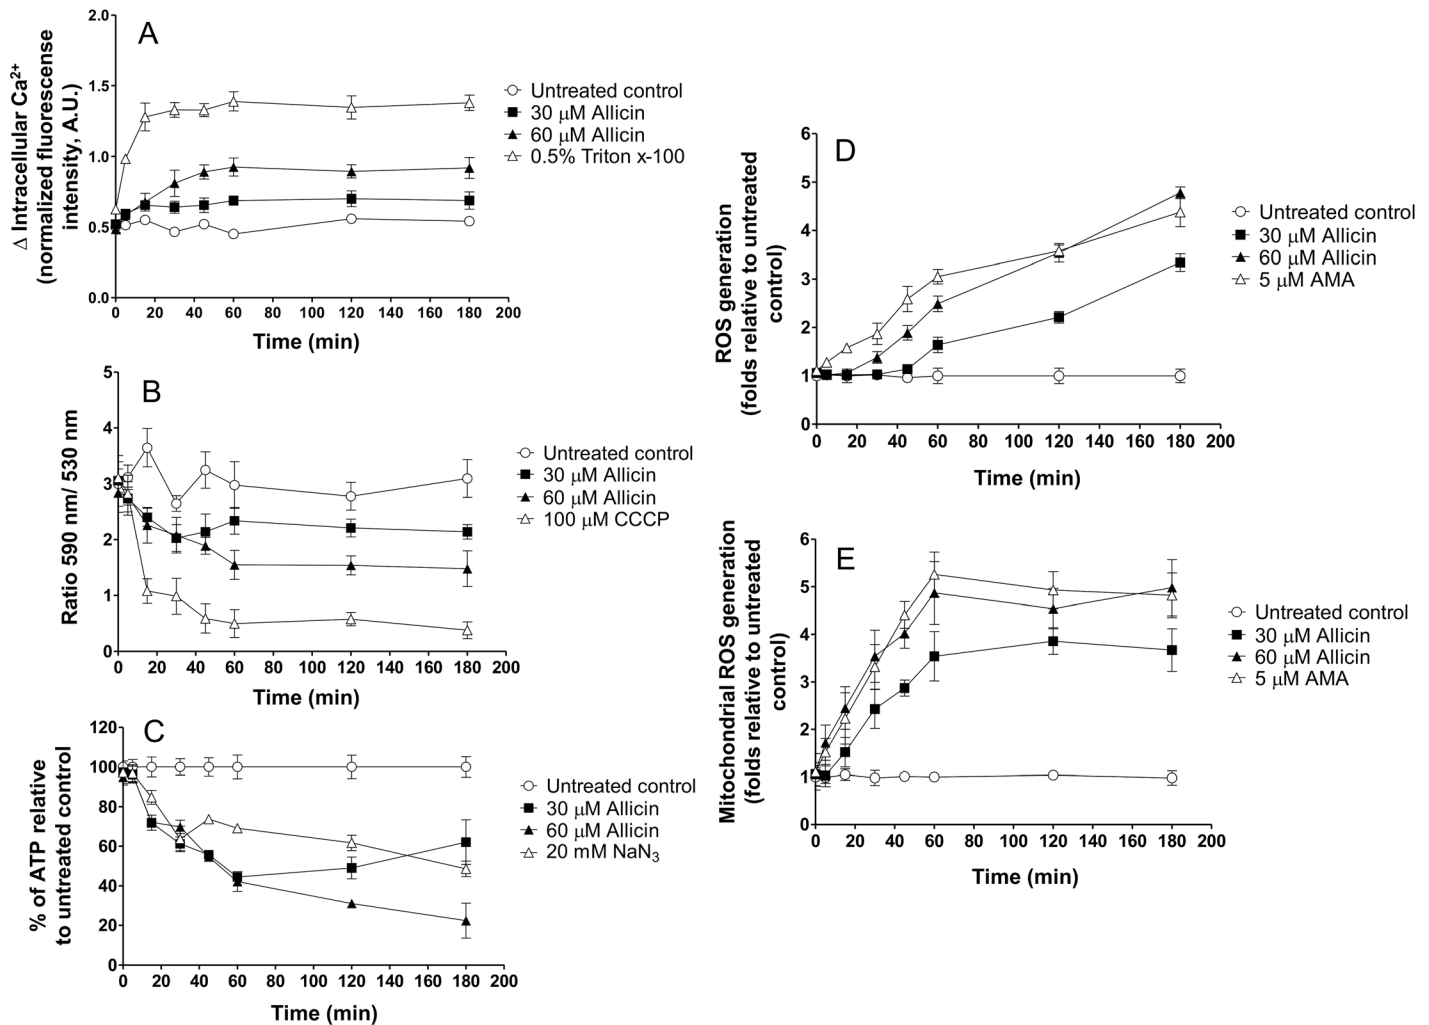 A
Δ Intracellular Ca²⁺
(normalized fluorescense
intensity, A.U.)
2.0
1.5
1.0
0.5
0.0
0 20 40 60 80 100 120 140 160 180 200
Time (min)
Untreated control
30 μM Allicin
60 μM Allicin
0.5% Triton x-100
B
Ratio 590 nm/ 530 nm
5
4
3
2
1
0
0 20 40 60 80 100 120 140 160 180 200
Time (min)
Untreated control
30 μM Allicin
60 μM Allicin
100 μM CCCP
C
% of ATP relative
to untreated control
120
100
80
60
40
20
0
0 20 40 60 80 100 120 140 160 180 200
Time (min)
Untreated control
30 μM Allicin
60 μM Allicin
20 mM NaN₃
D
ROS generation
(folds relative to untreated
control)
6
5
4
3
2
1
0
0 20 40 60 80 100 120 140 160 180 200
Time (min)
Untreated control
30 μM Allicin
60 μM Allicin
5 μM AMA
E
Mitochondrial ROS generation
(folds relative to untreated
control)
6
5
4
3
2
1
0
0 20 40 60 80 100 120 140 160 180 200
Time (min)
Untreated control
30 μM Allicin
60 μM Allicin
5 μM AMA